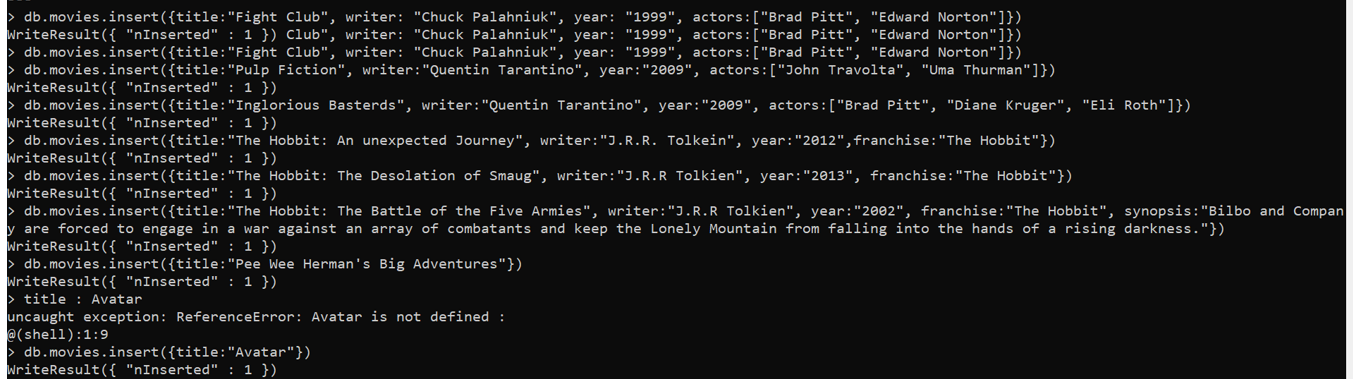 > db.movies.insert({title:"Fight Club", writer: "Chuck Palahniuk", year: "1999", actors:["Brad Pitt", "Edward Norton"]})
WriteResult({ "nInserted" : 1 }) Club", writer: "Chuck Palahniuk", year: "1999", actors:["Brad Pitt", "Edward Norton"]})
> db.movies.insert({title:"Fight Club", writer: "Chuck Palahniuk", year: "1999", actors:["Brad Pitt", "Edward Norton"]})
> db.movies.insert({title:"Pulp Fiction", writer:"Quentin Tarantino", year:"2009", actors:["John Travolta", "Uma Thurman"]})
WriteResult({ "nInserted" : 1 })
> db.movies.insert({title:"Inglorious Basterds", writer:"Quentin Tarantino", year:"2009", actors:["Brad Pitt", "Diane Kruger", "Eli Roth"]})
WriteResult({ "nInserted" : 1 })
> db.movies.insert({title:"The Hobbit: An unexpected Journey", writer:"J.R.R. Tolkein", year:"2012",franchise:"The Hobbit"})
WriteResult({ "nInserted" : 1 })
> db.movies.insert({title:"The Hobbit: The Desolation of Smaug", writer:"J.R.R Tolkien", year:"2013", franchise:"The Hobbit"})
WriteResult({ "nInserted" : 1 })
> db.movies.insert({title:"The Hobbit: The Battle of the Five Armies", writer:"J.R.R Tolkien", year:"2002", franchise:"The Hobbit", synopsis:"Bilbo and Compan
y are forced to engage in a war against an array of combatants and keep the Lonely Mountain from falling into the hands of a rising darkness."})
WriteResult({ "nInserted" : 1 })
> db.movies.insert({title:"Pee Wee Herman's Big Adventures"})
WriteResult({ "nInserted" : 1 })
> title : Avatar
uncaught exception: ReferenceError: Avatar is not defined :
@(shell):1:9
> db.movies.insert({title:"Avatar"})
WriteResult({ "nInserted" : 1 })